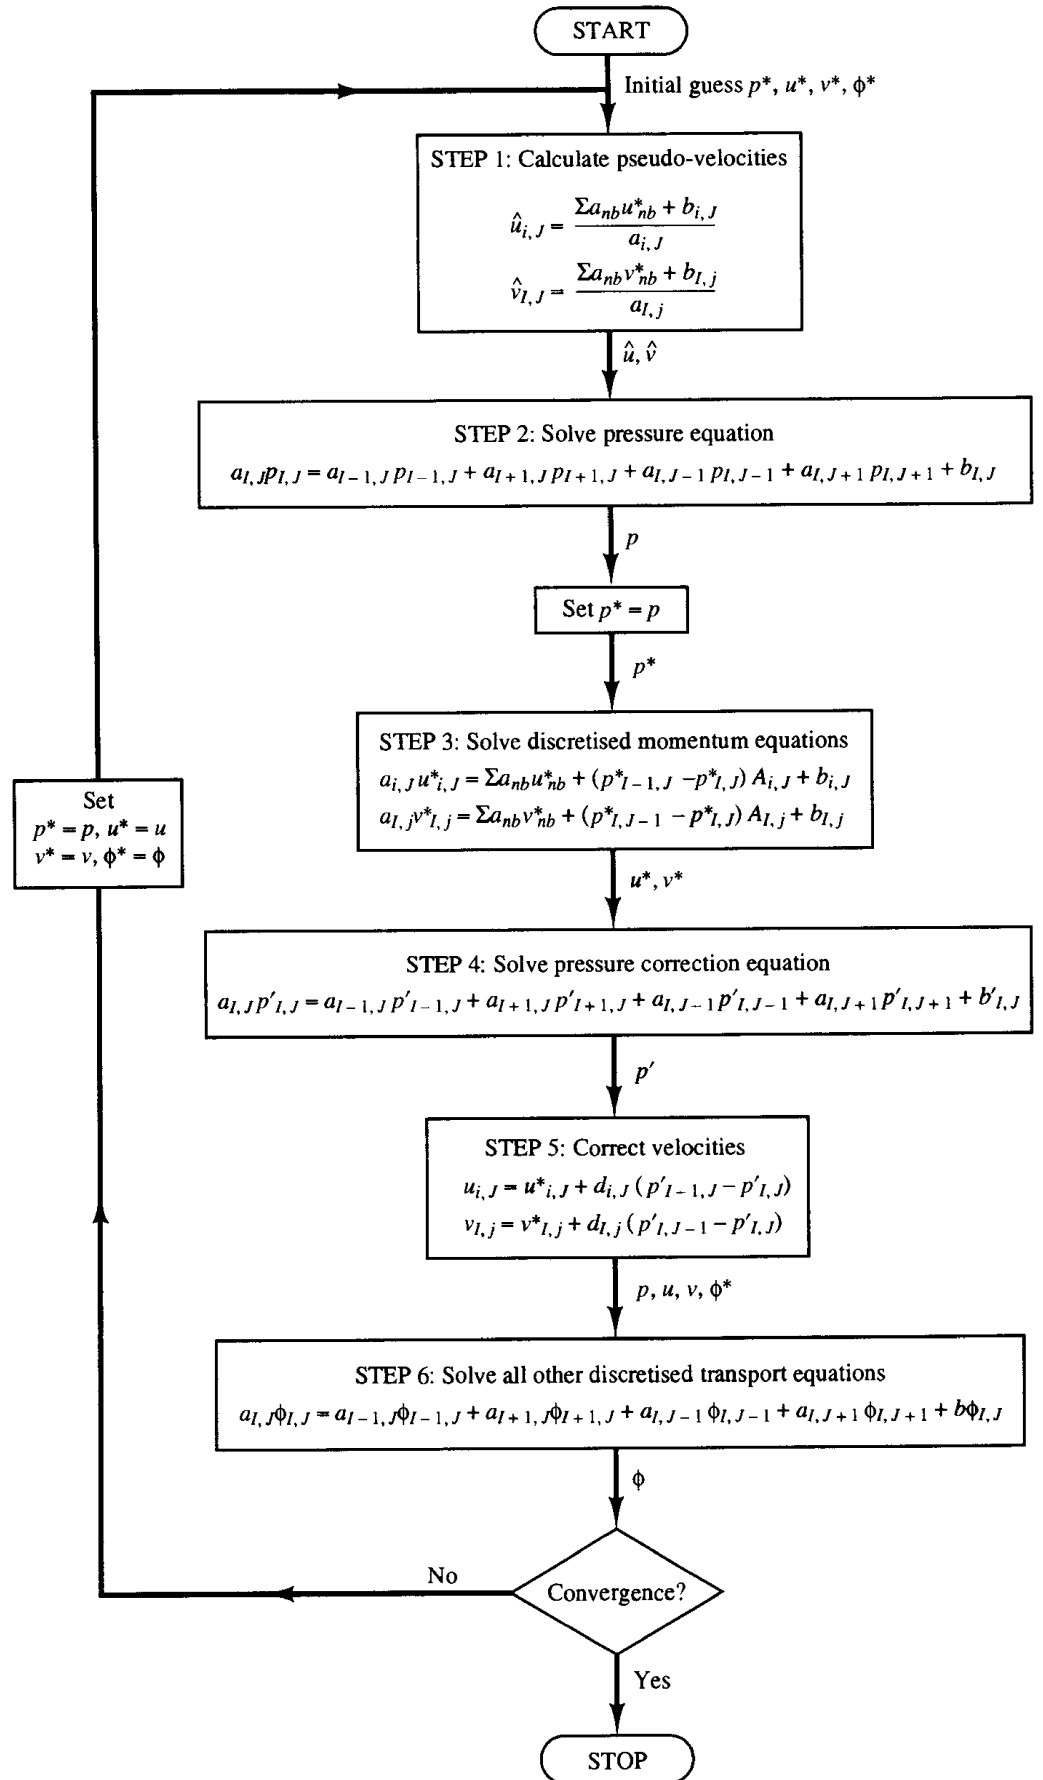 START
Initial guess p*, u*, v*, ϕ*
STEP 1: Calculate pseudo-velocities
û_{i, J} = \frac{Σa_{nb}u*_{nb} + b_{i, J}}{a_{i, J}}
v̂_{I, J} = \frac{Σa_{nb}v*_{nb} + b_{I, j}}{a_{I, j}}
û, v̂
STEP 2: Solve pressure equation
a_{I, J}p_{I, J} = a_{I – 1, J}p_{I – 1, J} + a_{I + 1, J}p_{I + 1, J} + a_{I, J – 1}p_{I, J – 1} + a_{I, J + 1}p_{I, J + 1} + b_{I, J}
p
Set p* = p
p*
STEP 3: Solve discretised momentum equations
a_{i, J}u*_{i, J} = Σa_{nb}u*_{nb} + (p*_{I – 1, J} – p*_{I, J}) A_{i, J} + b_{i, J}
a_{I, j}v*_{I, j} = Σa_{nb}v*_{nb} + (p*_{I, J – 1} – p*_{I, J}) A_{I, j} + b_{I, j}
u*, v*
STEP 4: Solve pressure correction equation
a_{I, J}p′_{I, J} = a_{I – 1, J}p′_{I – 1, J} + a_{I + 1, J}p′_{I + 1, J} + a_{I, J – 1}p′_{I, J – 1} + a_{I, J + 1}p′_{I, J + 1} + b′_{I, J}
p′
STEP 5: Correct velocities
u_{i, J} = u*_{i, J} + d_{i, J} (p′_{I – 1, J} – p′_{I, J})
v_{I, j} = v*_{I, j} + d_{I, j} (p′_{I, J – 1} – p′_{I, J})
p, u, v, ϕ*
STEP 6: Solve all other discretised transport equations
a_{I, J}ϕ_{I, J} = a_{I – 1, J}ϕ_{I – 1, J} + a_{I + 1, J}ϕ_{I + 1, J} + a_{I, J – 1}ϕ_{I, J – 1} + a_{I, J + 1}ϕ_{I, J + 1} + bϕ_{I, J}
ϕ
Convergence?
No
Set
p* = p, u* = u
v* = v, ϕ* = ϕ
Yes
STOP